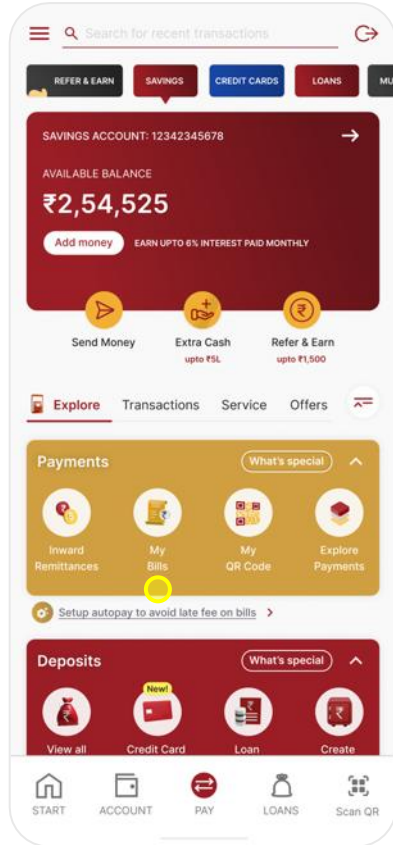 Search for recent transactions
REFER & EARN
SAVINGS
CREDIT CARDS
LOANS
MU
SAVINGS ACCOUNT: 12342345678
AVAILABLE BALANCE
₹2,54,525
Add money
EARN UPTO 6% INTEREST PAID MONTHLY
Send Money
Extra Cash
upto ₹5L
Refer & Earn
upto ₹1,500
Explore
Transactions
Service
Offers
Payments
What's special
Inward
Remittances
My
Bills
My
QR Code
Explore
Payments
Setup autopay to avoid late fee on bills
Deposits
What's special
New!
View all
Credit Card
Loan
Create
START
ACCOUNT
PAY
LOANS
Scan QR